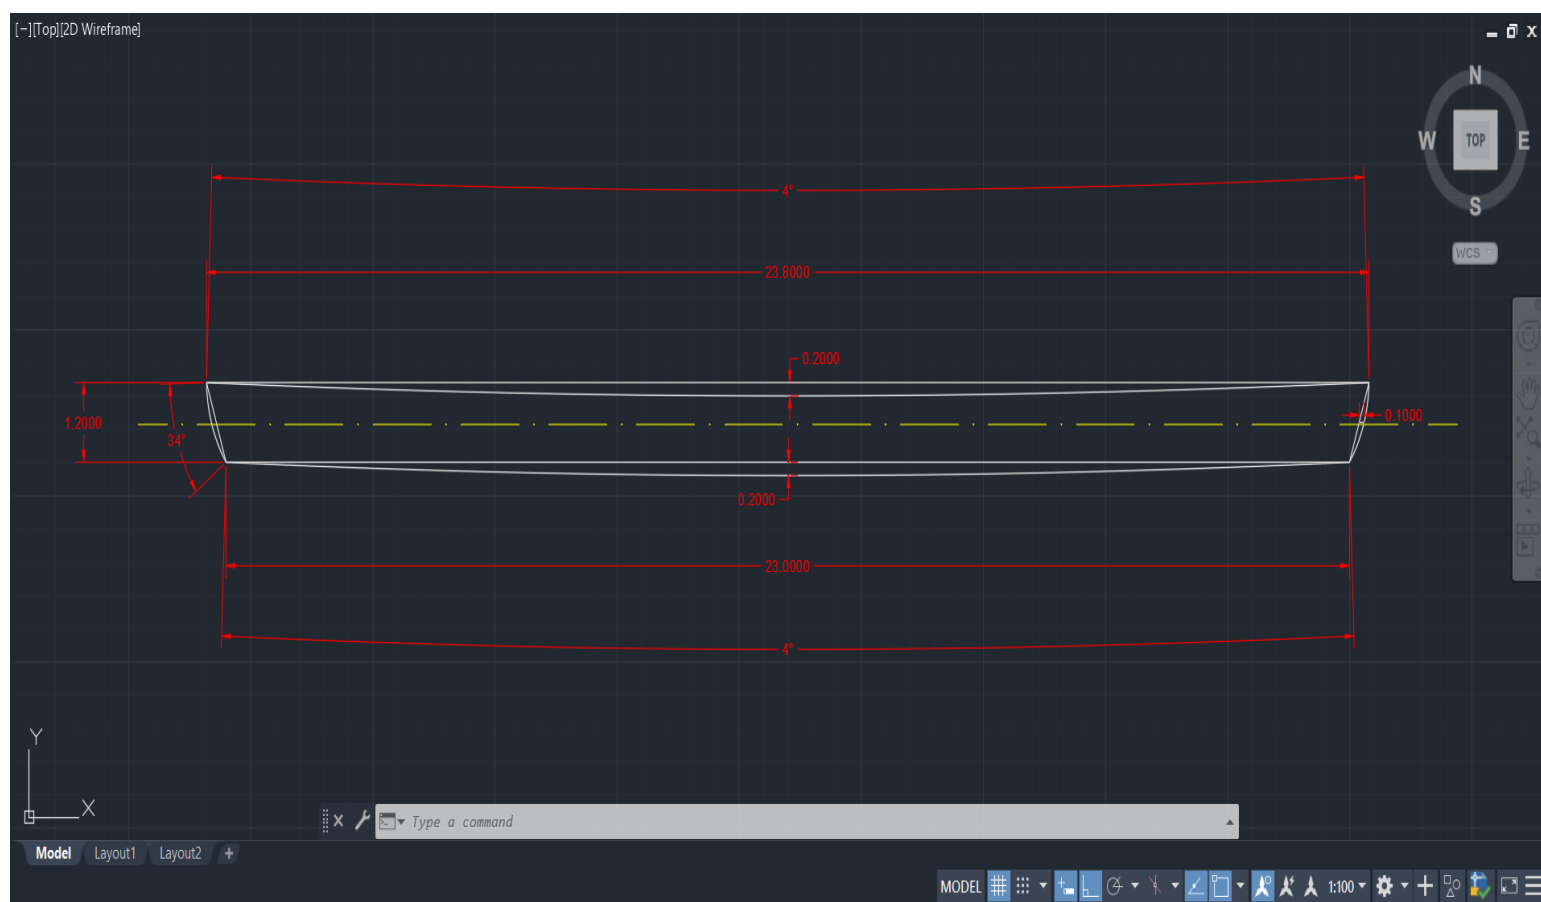 [−][Top][2D Wireframe]
N
W
TOP
E
S
WCS
4°
23.8000
0.2000
1.2000
34°
0.1000
0.2000
23.0000
4°
Y
X
Type a command
Model Layout1 Layout2 +
MODEL 1:100